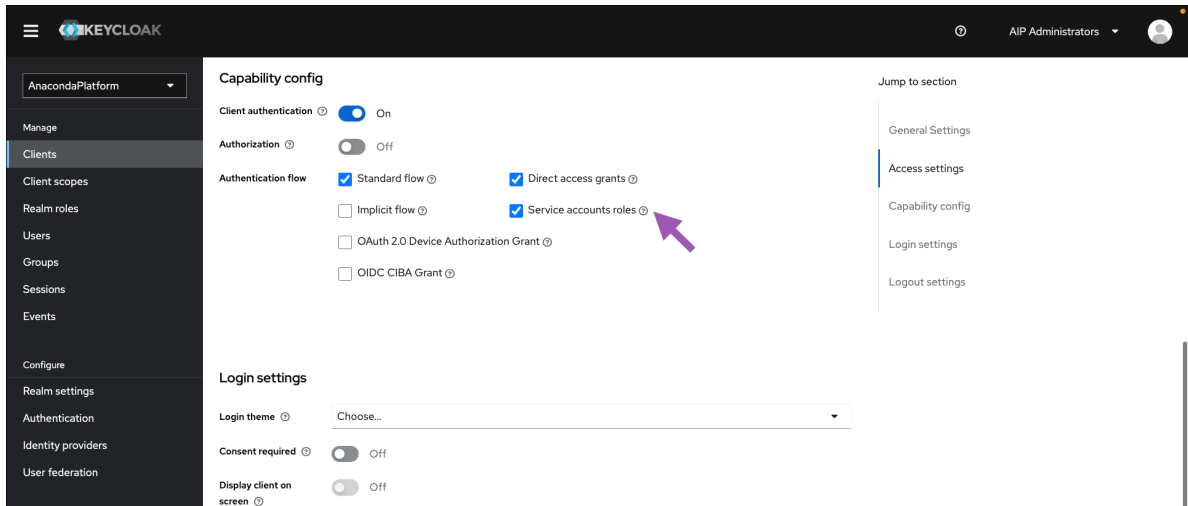 KEYCLOAK
AIP Administrators
AnacondaPlatform
Manage
Clients
Client scopes
Realm roles
Users
Groups
Sessions
Events
Configure
Realm settings
Authentication
Identity providers
User federation
Capability config
Client authentication
On
Authorization
Off
Authentication flow
Standard flow
Direct access grants
Implicit flow
Service accounts roles
OAuth 2.0 Device Authorization Grant
OIDC CIBA Grant
Login settings
Login theme
Choose...
Consent required
Off
Display client on
screen
Off
Jump to section
General Settings
Access settings
Capability config
Login settings
Logout settings